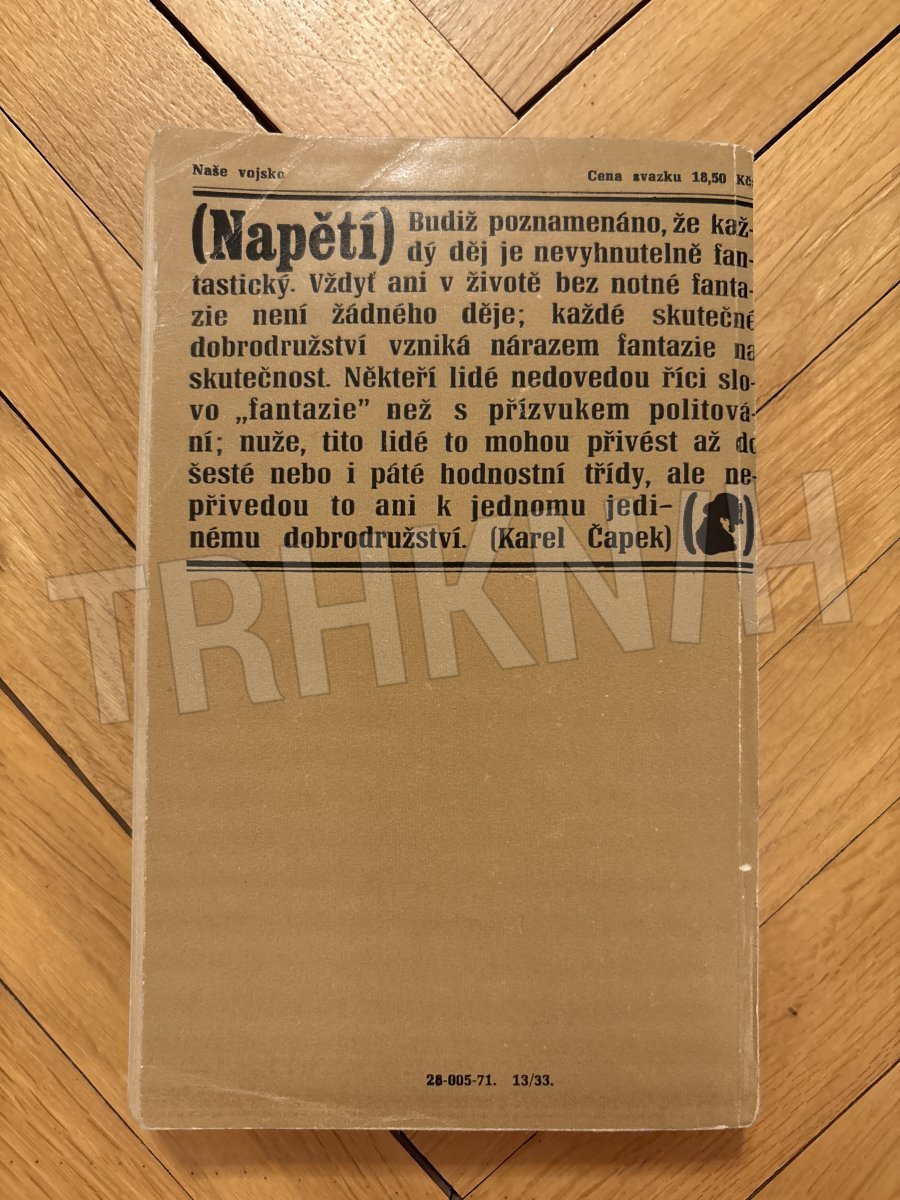 Naše vojsko
Cena svazku 18,50 Kčs
(Napětí) Budiž poznamenáno, že kaž-
dý děj je nevyhnutelně fan-
tastický. Vždyť ani v životě bez notné fanta-
zie není žádného děje; každé skutečné
dobrodružství vzniká nárazem fantazie na
skutečnost. Někteří lidé nedovedou říci slo-
vo „fantazie” než s přízvukem politová-
ní; nuže, tito lidé to mohou přivést až do
šesté nebo i páté hodnostní třídy, ale ne-
přivedou to ani k jednomu jedi-
nému dobrodružství. (Karel Čapek)
TRHKNIH
28-005-71. 13/33.